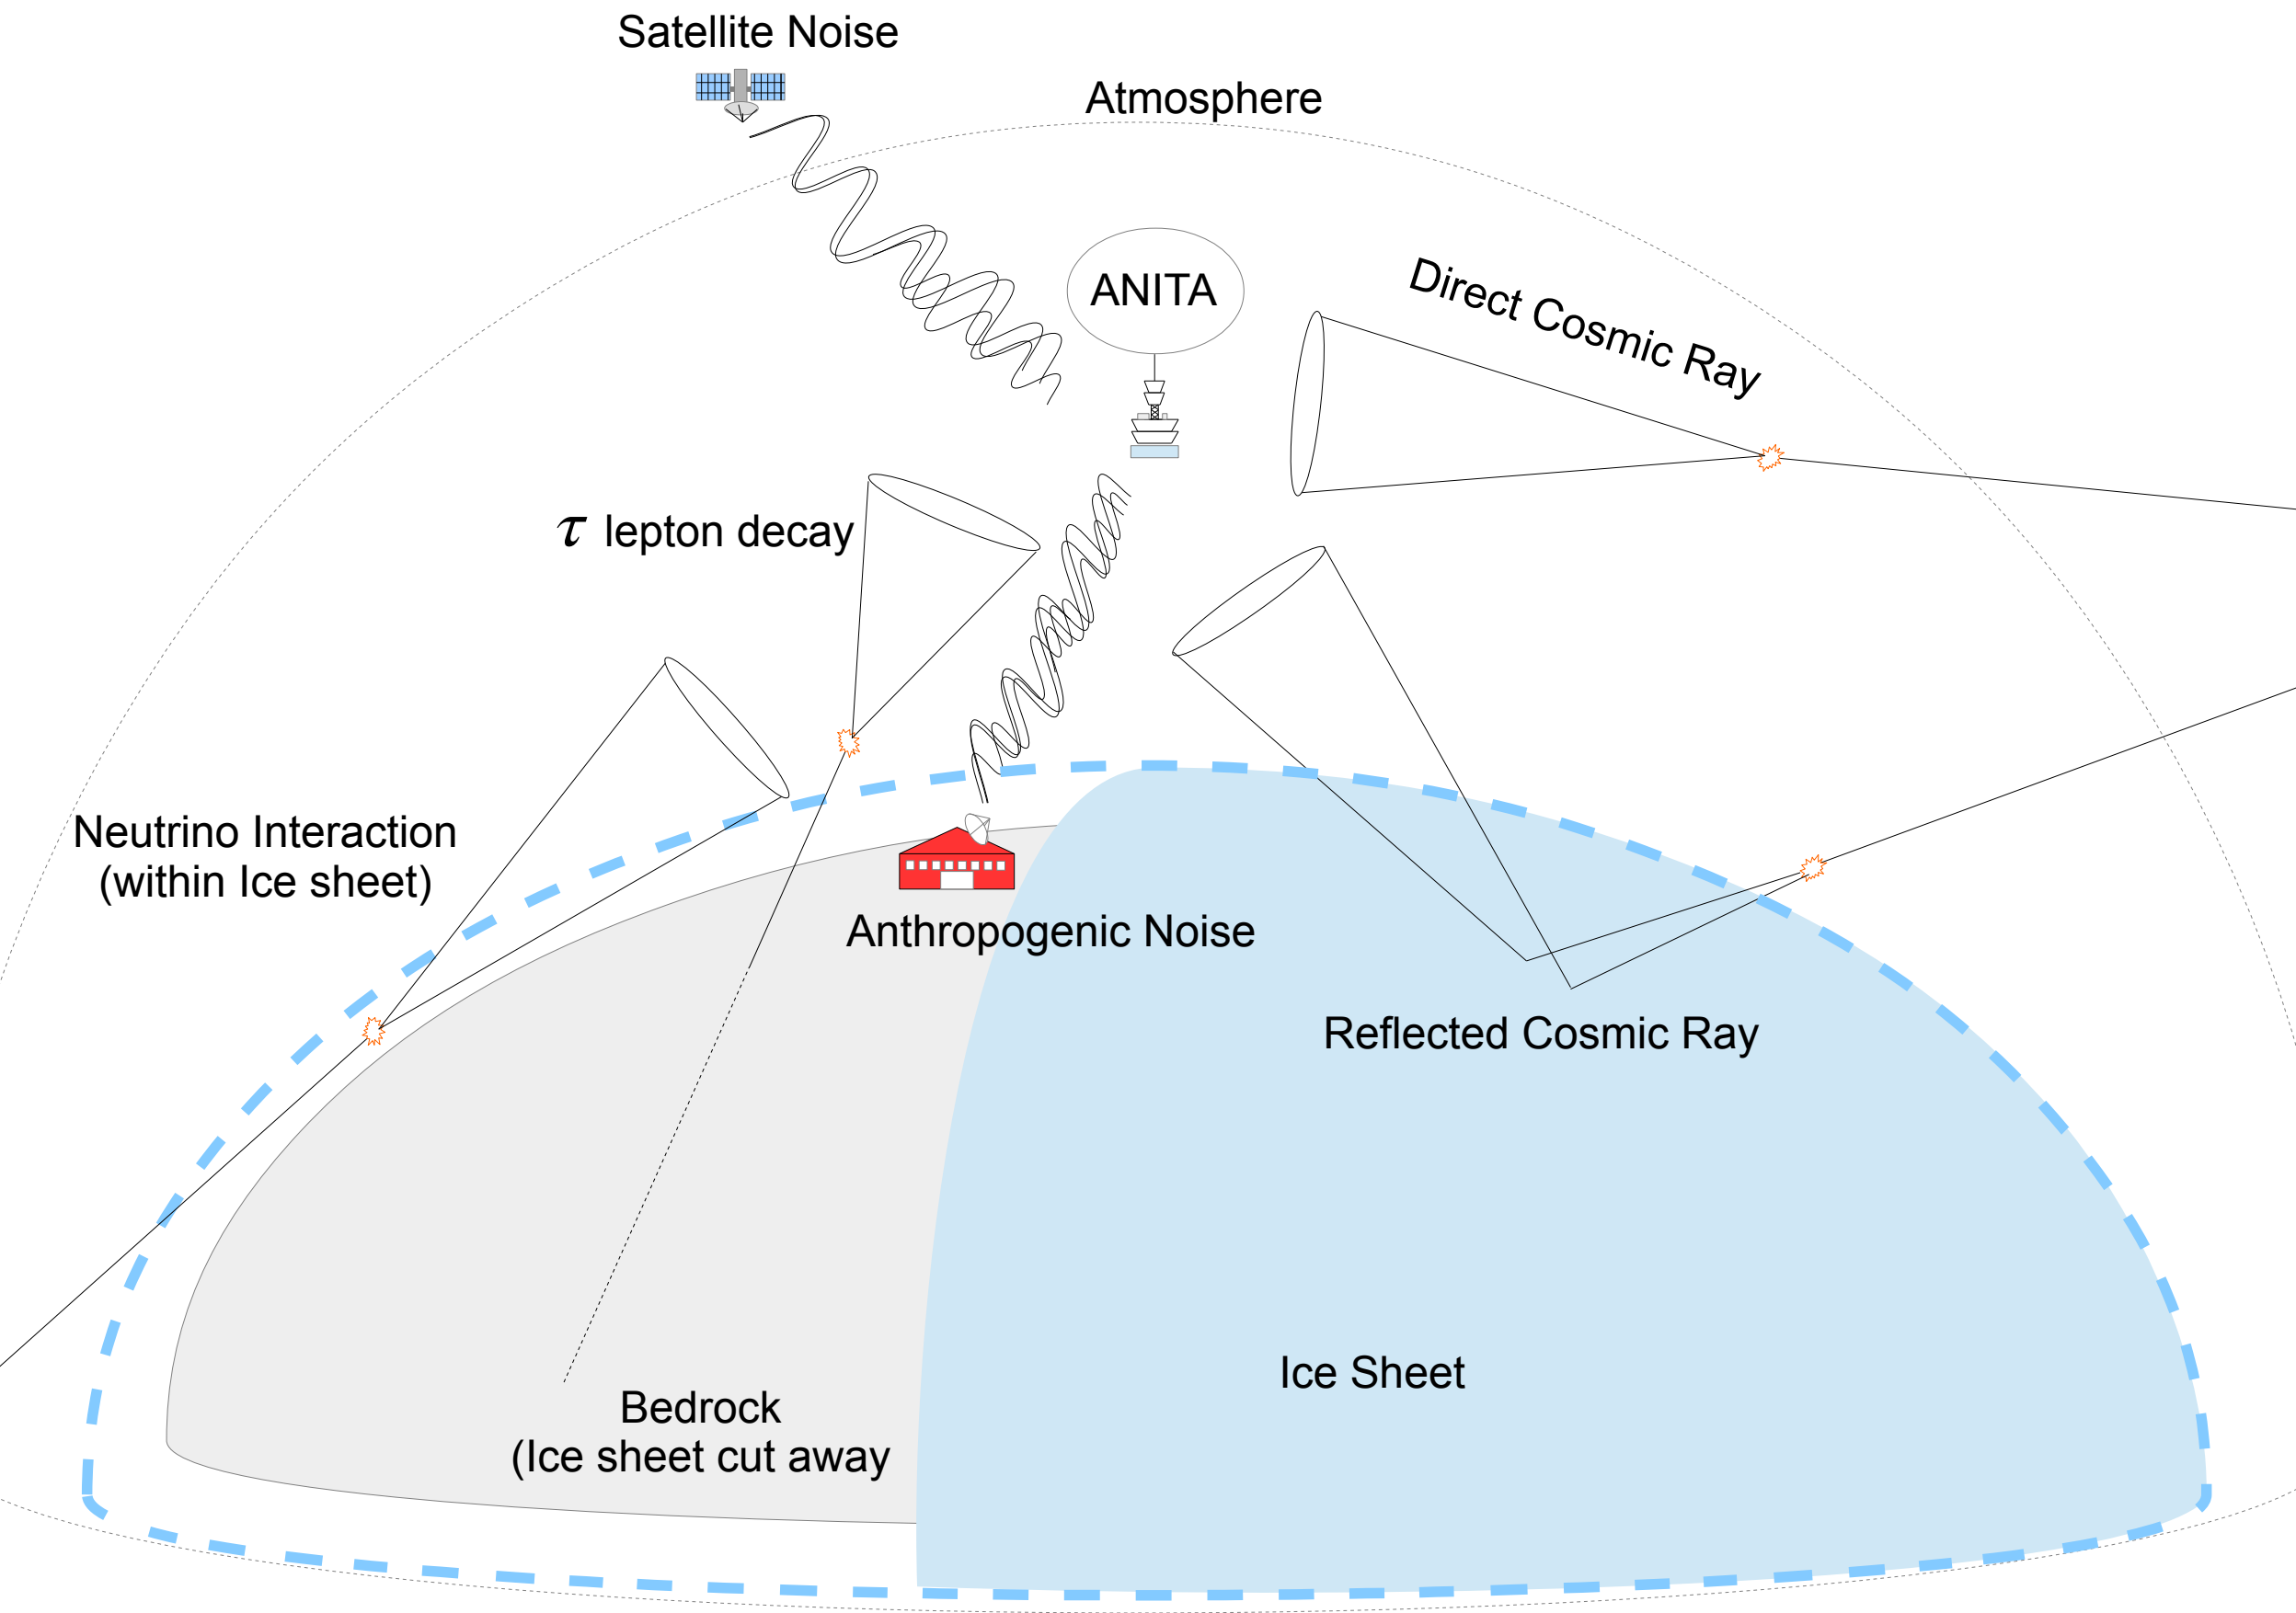 Satellite Noise
Atmosphere
ANITA
Direct Cosmic Ray
τ lepton decay
Neutrino Interaction
(within Ice sheet)
Anthropogenic Noise
Reflected Cosmic Ray
Ice Sheet
Bedrock
(Ice sheet cut away